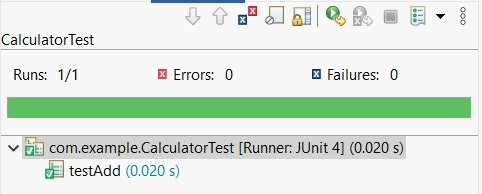 CalculatorTest
Runs: 1/1 Errors: 0 Failures: 0
com.example.CalculatorTest [Runner: JUnit 4] (0.020 s)
testAdd (0.020 s)